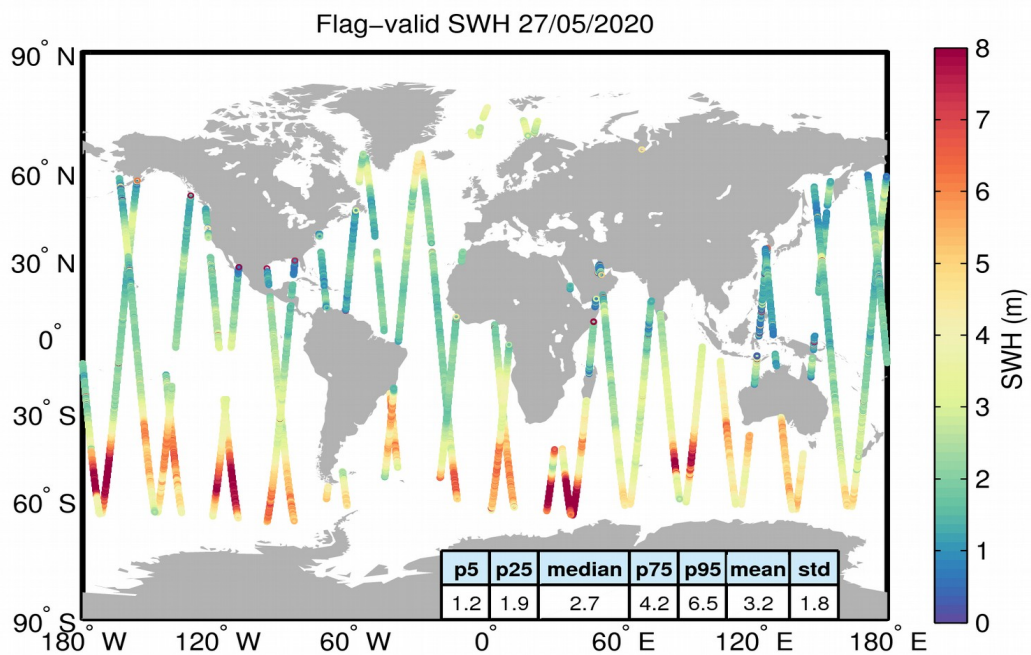 Flag−valid SWH 27/05/2020
90° N
60° N
30° N
0°
30° S
60° S
90° S
180° W
120° W
60° W
0°
60° E
120° E
180° E
8
7
6
5
4
3
2
1
0
SWH (m)
p5 p25 median p75 p95 mean std
1.2 1.9 2.7 4.2 6.5 3.2 1.8